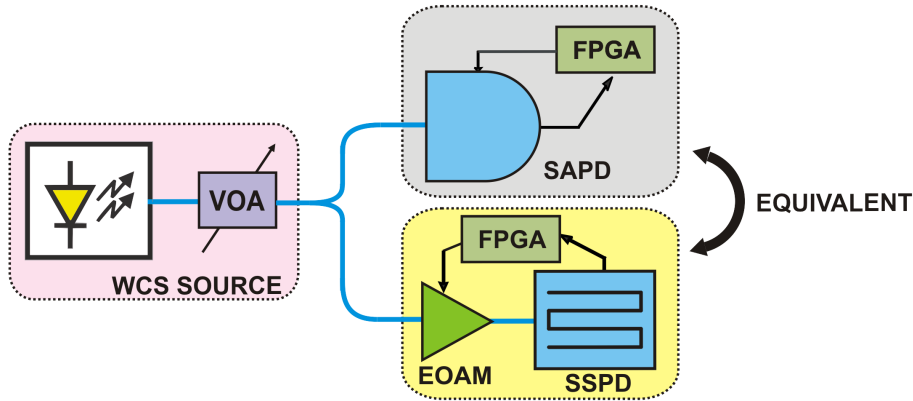 FPGA
SAPD
VOA
WCS SOURCE
EQUIVALENT
FPGA
EOAM
SSPD